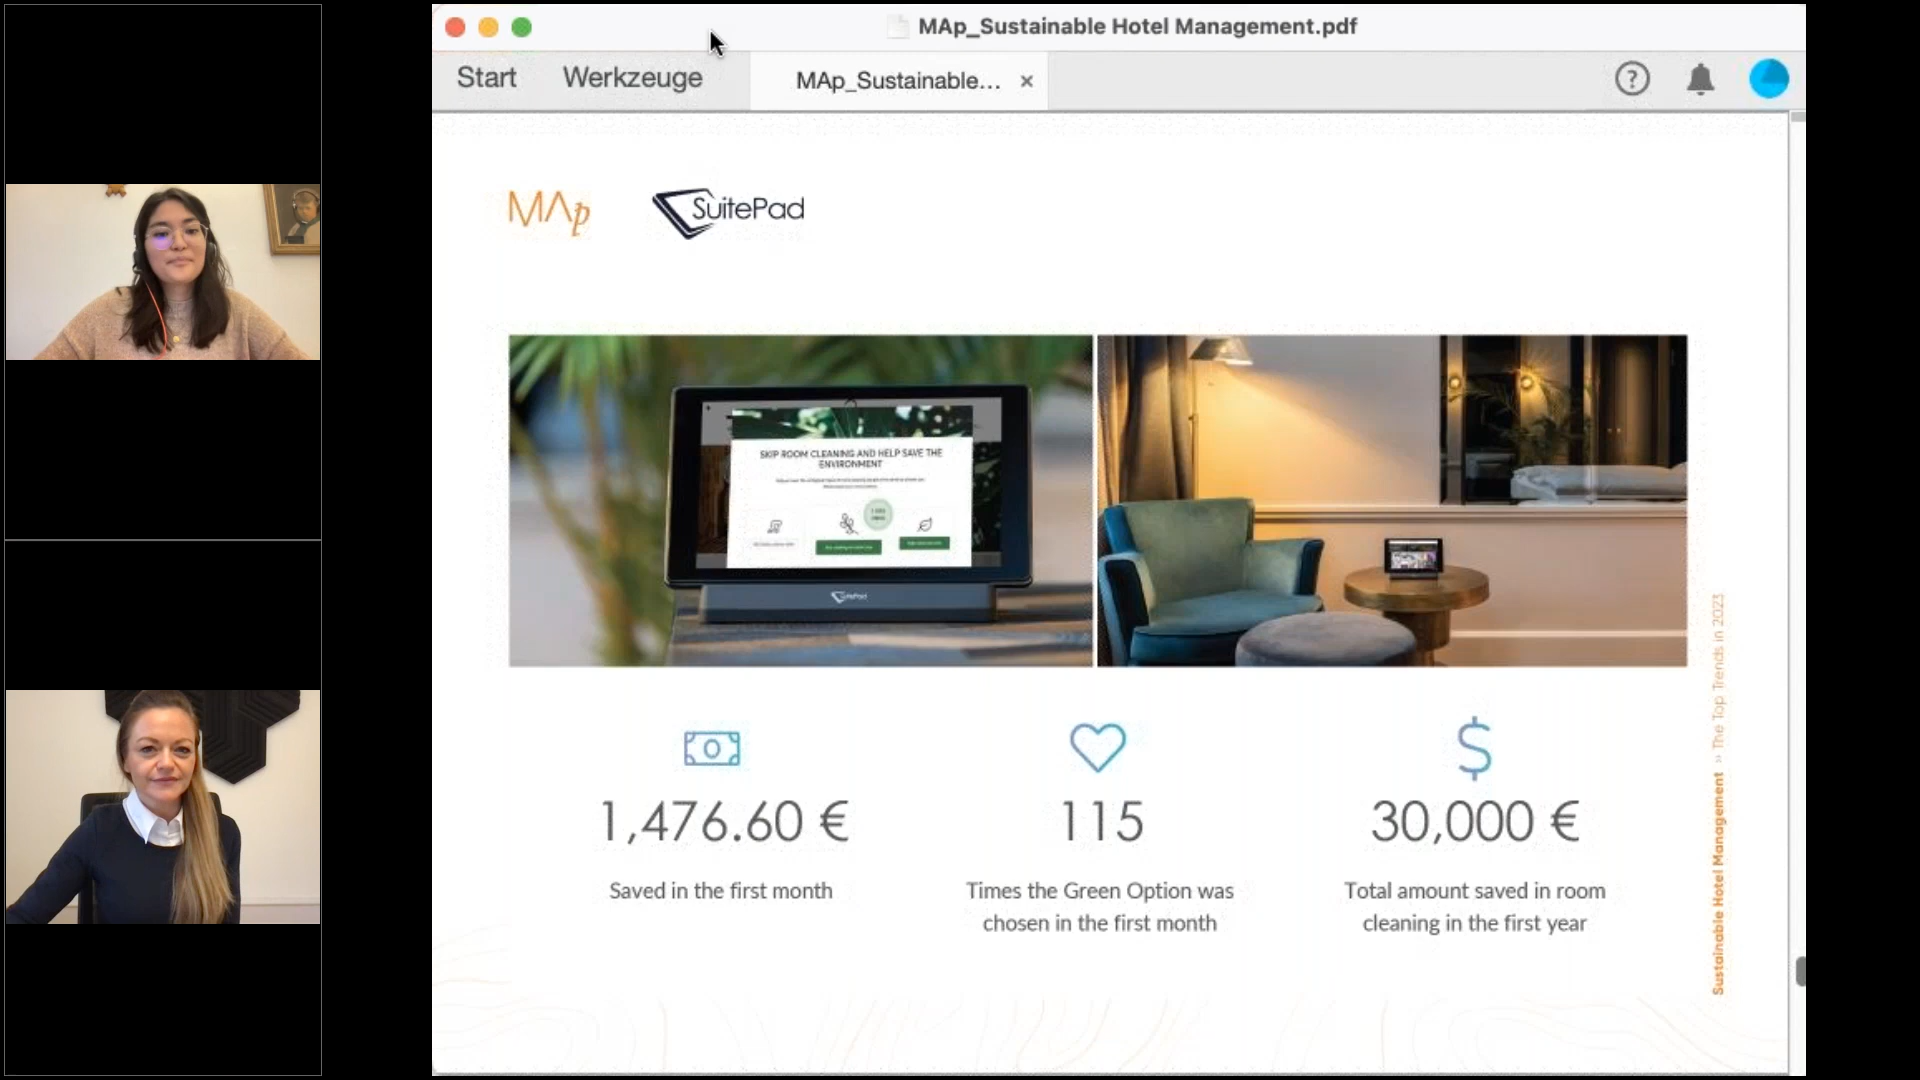 MAp_Sustainable Hotel Management.pdf
Start
Werkzeuge
MAp_Sustainable...
MAp
SuitePad
SKIP ROOM CLEANING AND HELP SAVE THE
ENVIRONMENT
SuitePad
1,476.60 €
Saved in the first month
115
Times the Green Option was
chosen in the first month
30,000 €
Total amount saved in room
cleaning in the first year
Sustainable Hotel Management » The Top Trends in 2023